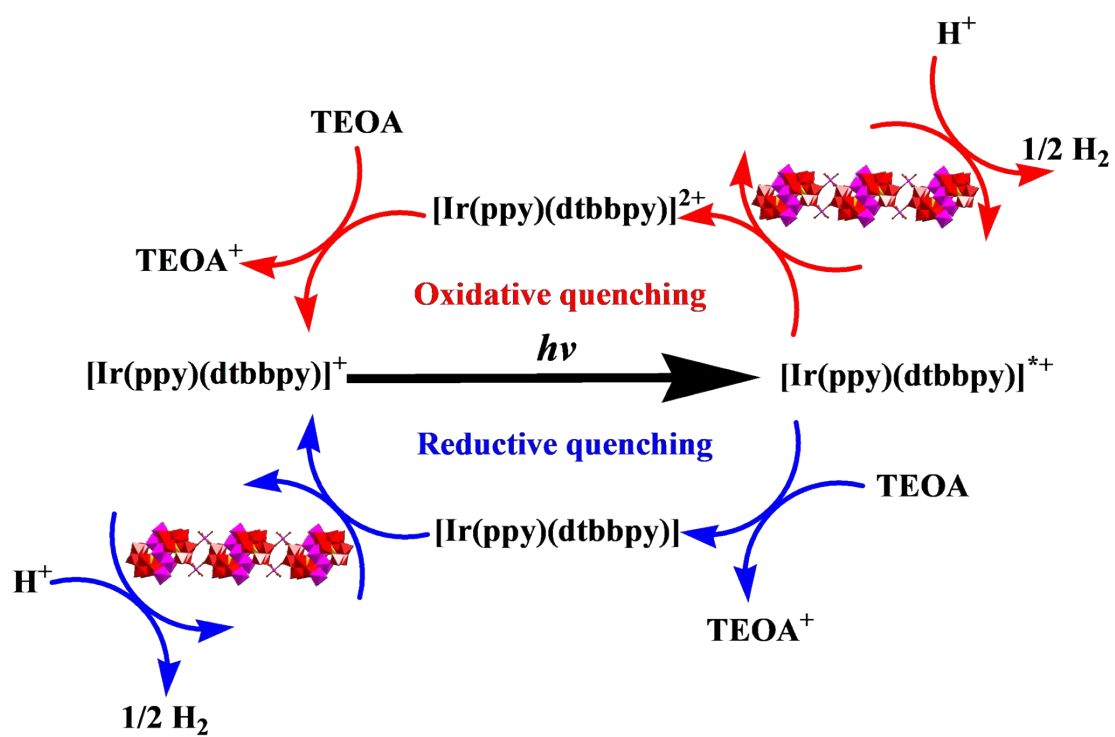 H⁺
TEOA
1/2 H₂
[Ir(ppy)(dtbbpy)]²⁺
TEOA⁺
Oxidative quenching
hν
[Ir(ppy)(dtbbpy)]⁺
[Ir(ppy)(dtbbpy)]*⁺
Reductive quenching
TEOA
[Ir(ppy)(dtbbpy)]
H⁺
TEOA⁺
1/2 H₂